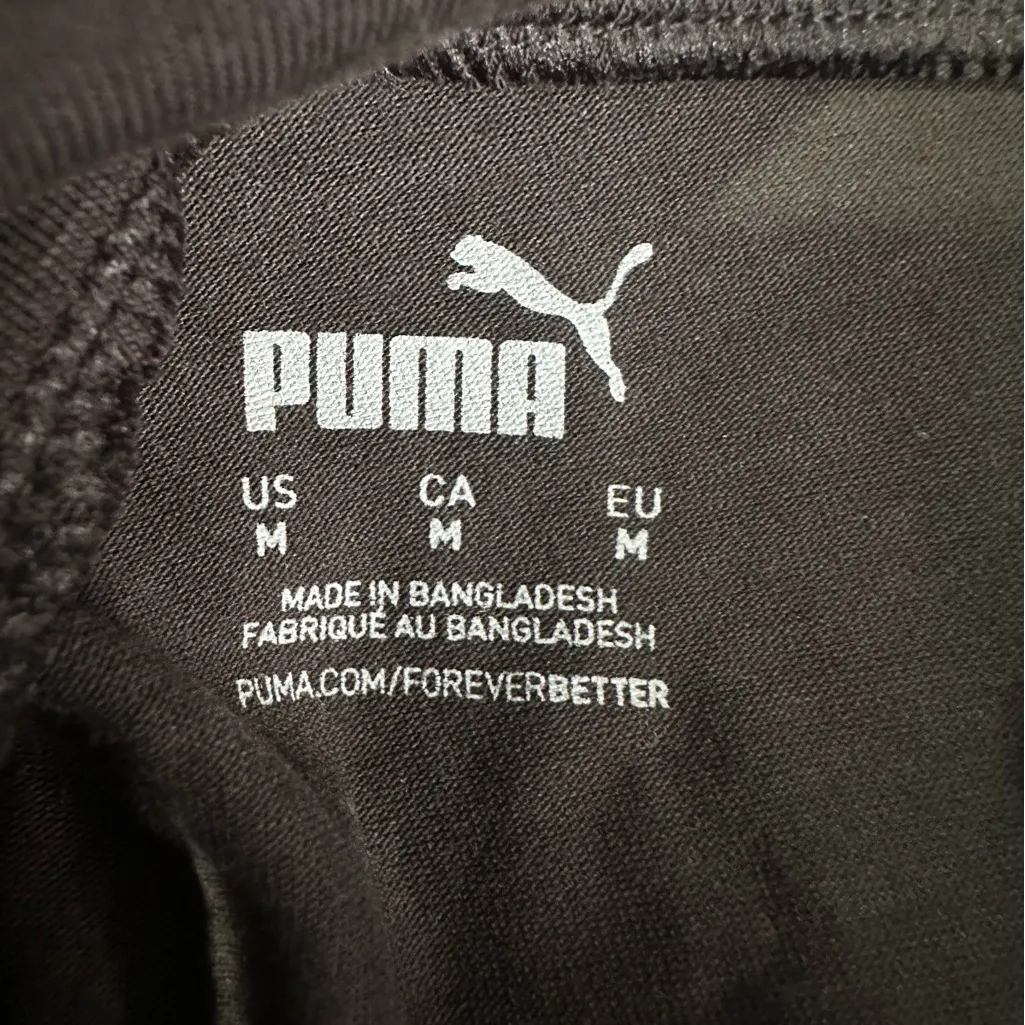 PUMA
US CA EU
M M M
MADE IN BANGLADESH
FABRIQUÉ AU BANGLADESH
PUMA.COM/FOREVERBETTER